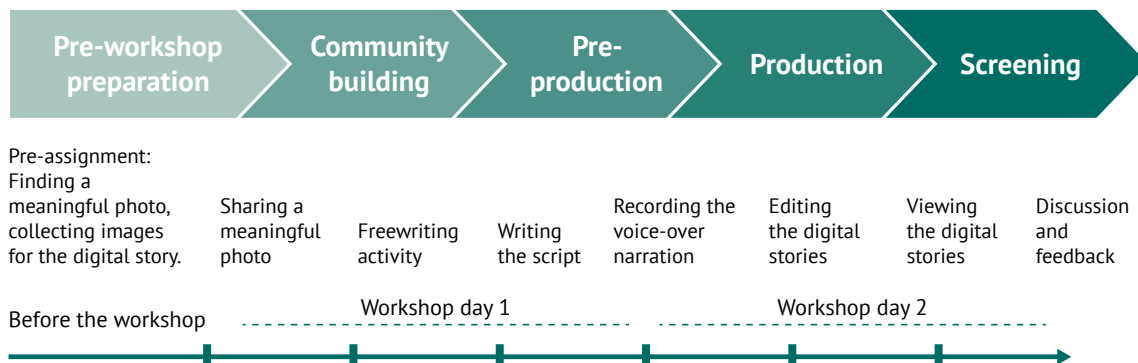 Pre-workshop
preparation
Community
building
Pre-
production
Production
Screening
Pre-assignment:
Finding a
meaningful photo,
collecting images
for the digital story.
Sharing a
meaningful
photo
Freewriting
activity
Writing
the script
Recording the
voice-over
narration
Editing
the digital
stories
Viewing
the digital
stories
Discussion
and
feedback
Before the workshop
Workshop day 1
Workshop day 2